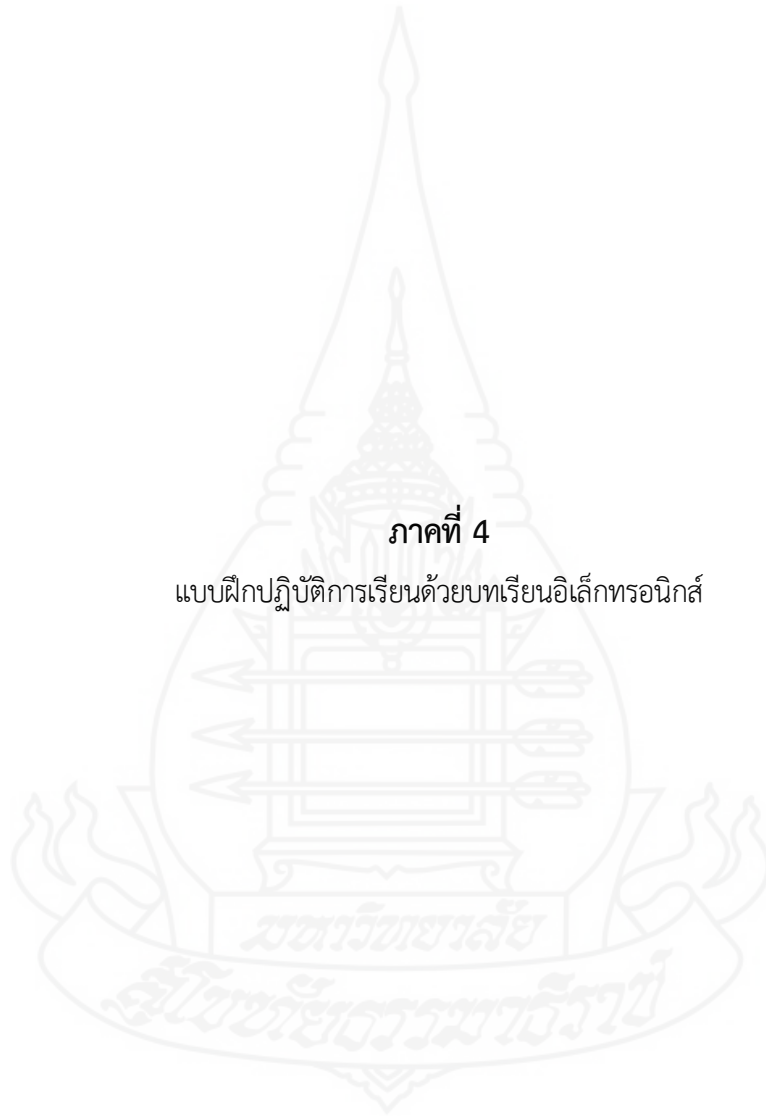 ภาคที่ 4
แบบฝึกปฏิบัติการเรียนด้วยบทเรียนอิเล็กทรอนิกส์
มหาวิทยาลัย
สุโขทัยธรรมาธิราช